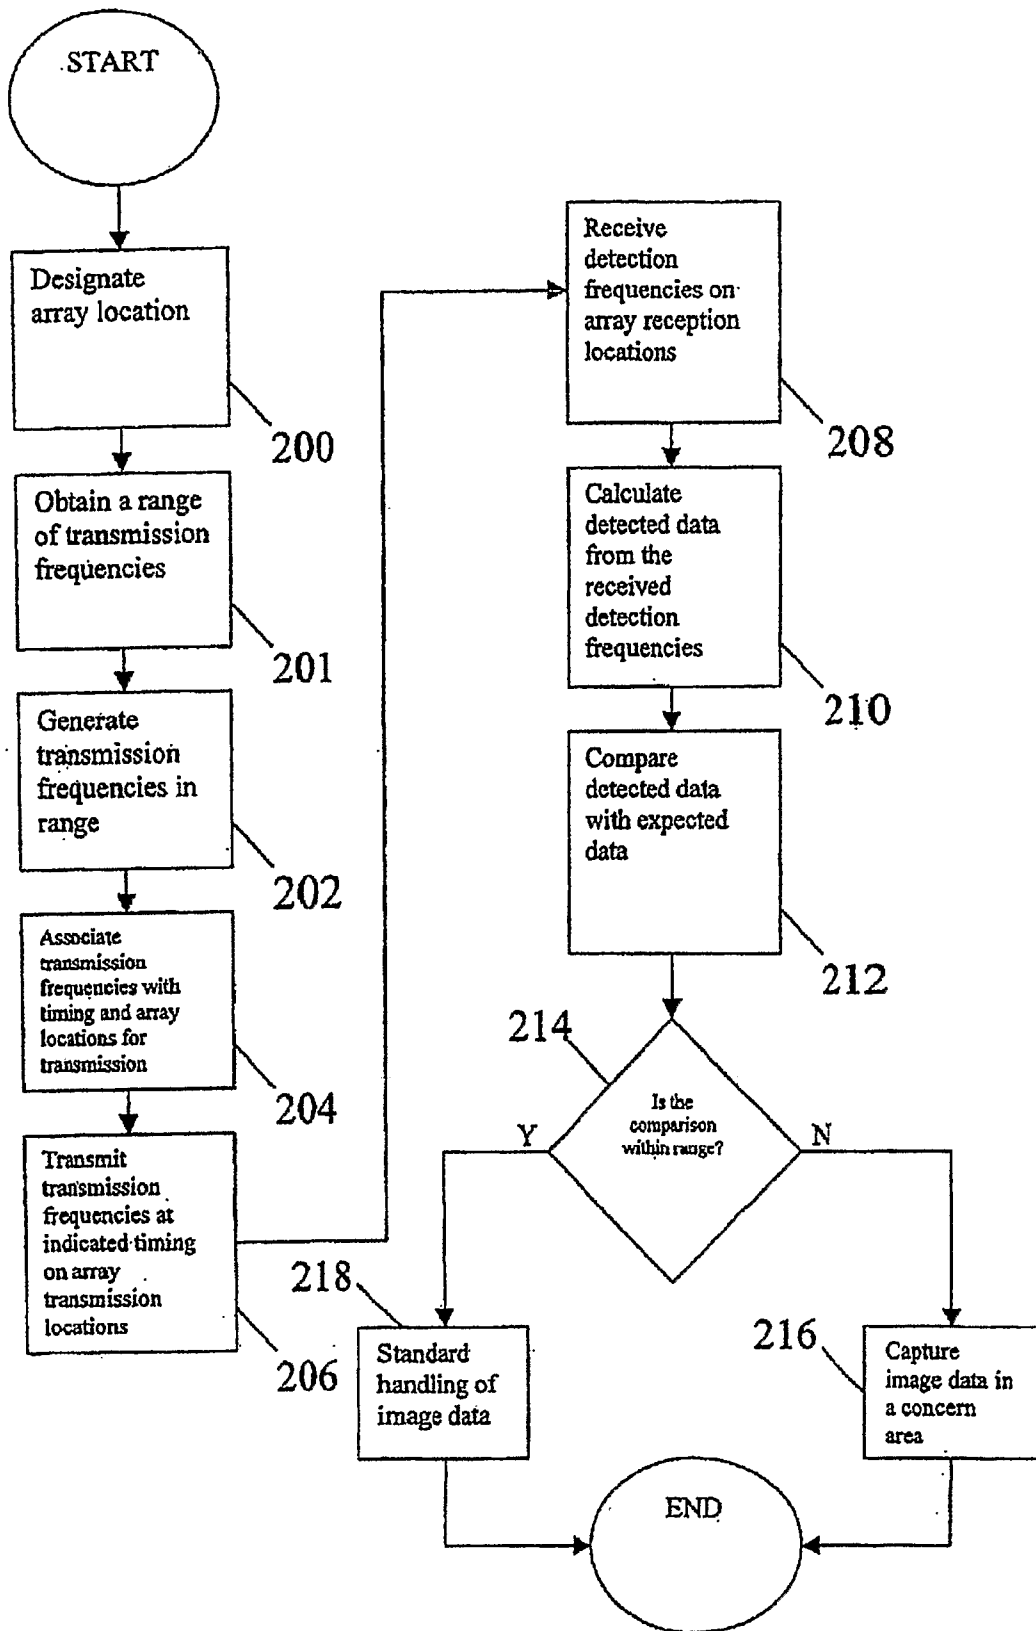 START
Designate
array location
200
Obtain a range
of transmission
frequencies
201
Generate
transmission
frequencies in
range
202
Associate
transmission
frequencies with
timing and array
locations for
transmission
204
Transmit
transmission
frequencies at
indicated timing
on array
transmission
locations
206
Receive
detection
frequencies on
array reception
locations
208
Calculate
detected data
from the
received
detection
frequencies
210
Compare
detected data
with expected
data
212
214
Is the
comparison
within range?
Y
N
218
Standard
handling of
image data
216
Capture
image data in
a concern
area
END